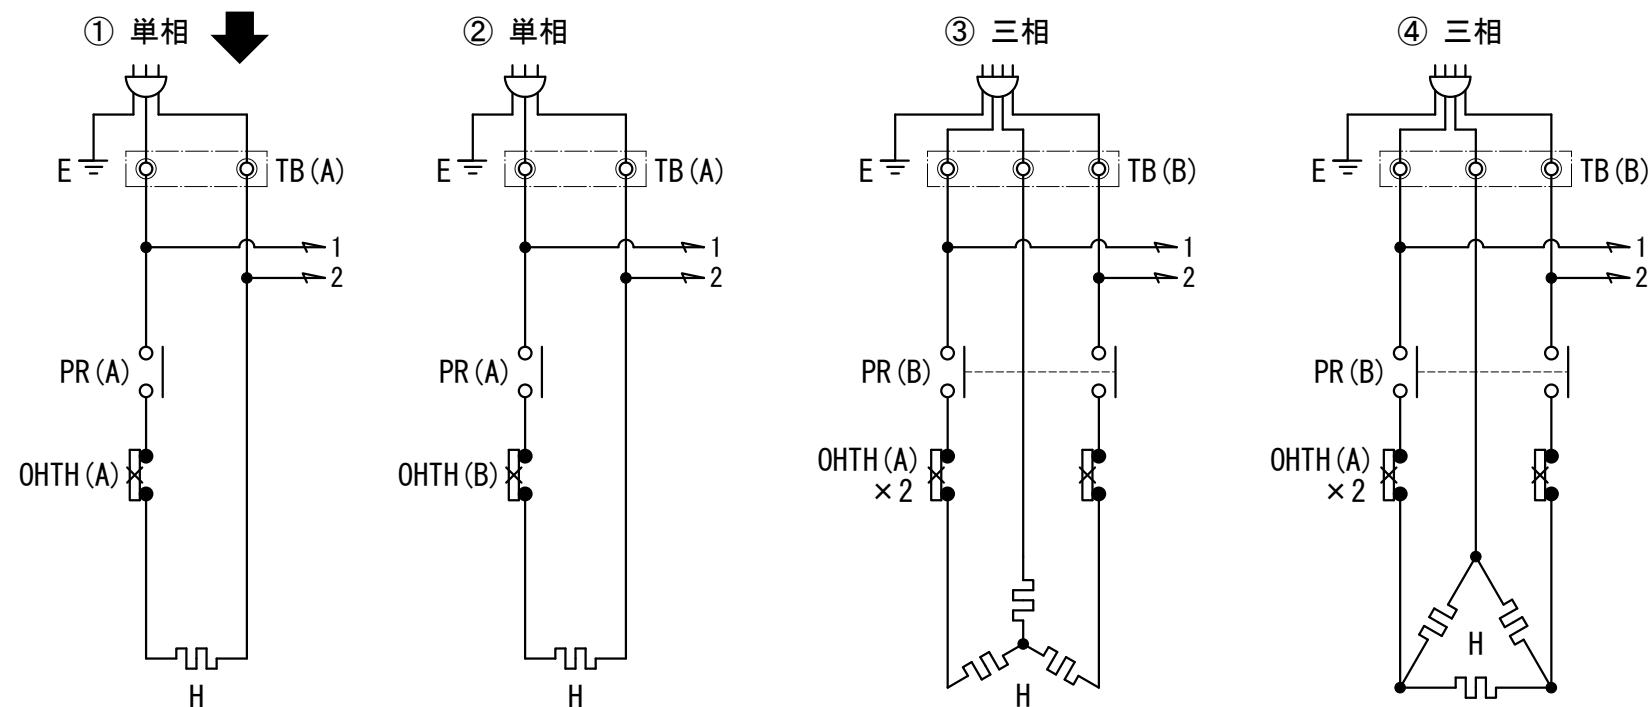 ① 単相
② 単相
③ 三相
④ 三相
E
TB(A)
E
TB(A)
E
TB(B)
E
TB(B)
1
1
1
1
2
2
2
2
PR(A)
PR(A)
PR(B)
PR(B)
OHTH(A)
OHTH(B)
OHTH(A)
×2
OHTH(A)
×2
H
H
H
H